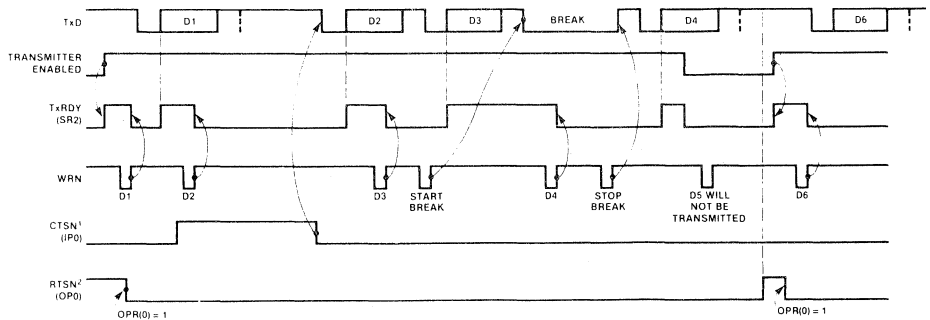 TxD
D1
D2
D3
BREAK
D4
D6
TRANSMITTER
ENABLED
TxRDY
(SR2)
WRN
D1
D2
D3
START
BREAK
D4
STOP
BREAK
D5 WILL
NOT BE
TRANSMITTED
D6
CTSN¹
(IP0)
RTSN²
(OP0)
OPR(0) = 1
OPR(0) = 1